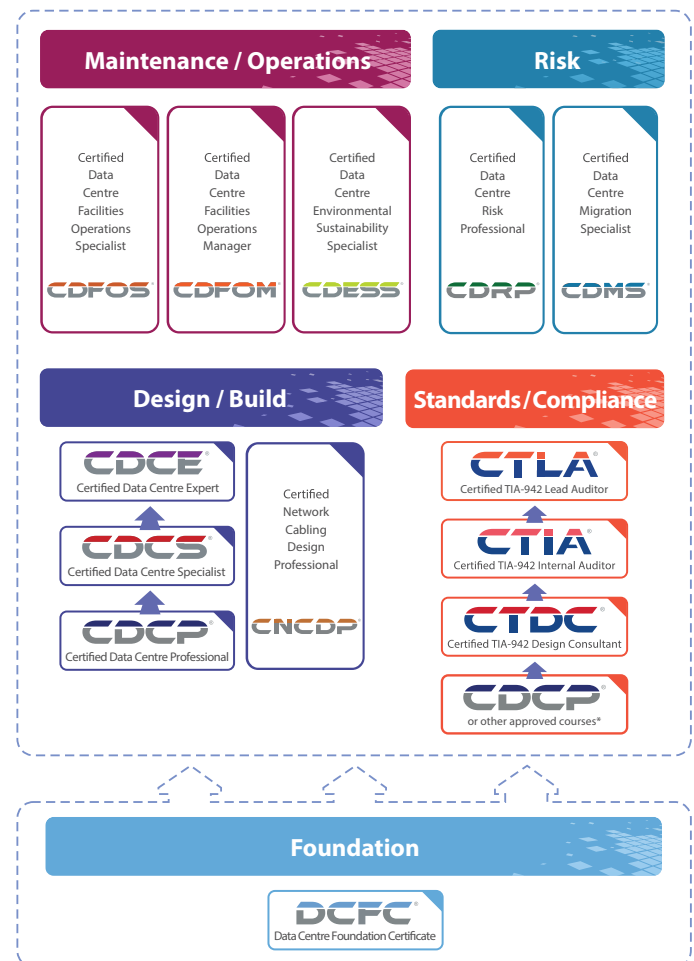 Maintenance / Operations
Certified
Data
Centre
Facilities
Operations
Specialist
CDFOS®
Certified
Data
Centre
Facilities
Operations
Manager
CDFOM®
Certified
Data
Centre
Environmental
Sustainability
Specialist
CDESS®
Risk
Certified
Data
Centre
Risk
Professional
CDRP®
Certified
Data
Centre
Migration
Specialist
CDMS®
Design / Build
CDCE®
Certified Data Centre Expert
CDCS®
Certified Data Centre Specialist
CDCP®
Certified Data Centre Professional
Certified
Network
Cabling
Design
Professional
CNCDP®
Standards/Compliance
CTLA®
Certified TIA-942 Lead Auditor
CTIA®
Certified TIA-942 Internal Auditor
CTDC®
Certified TIA-942 Design Consultant
CDCP®
or other approved courses*
Foundation
DCFC®
Data Centre Foundation Certificate